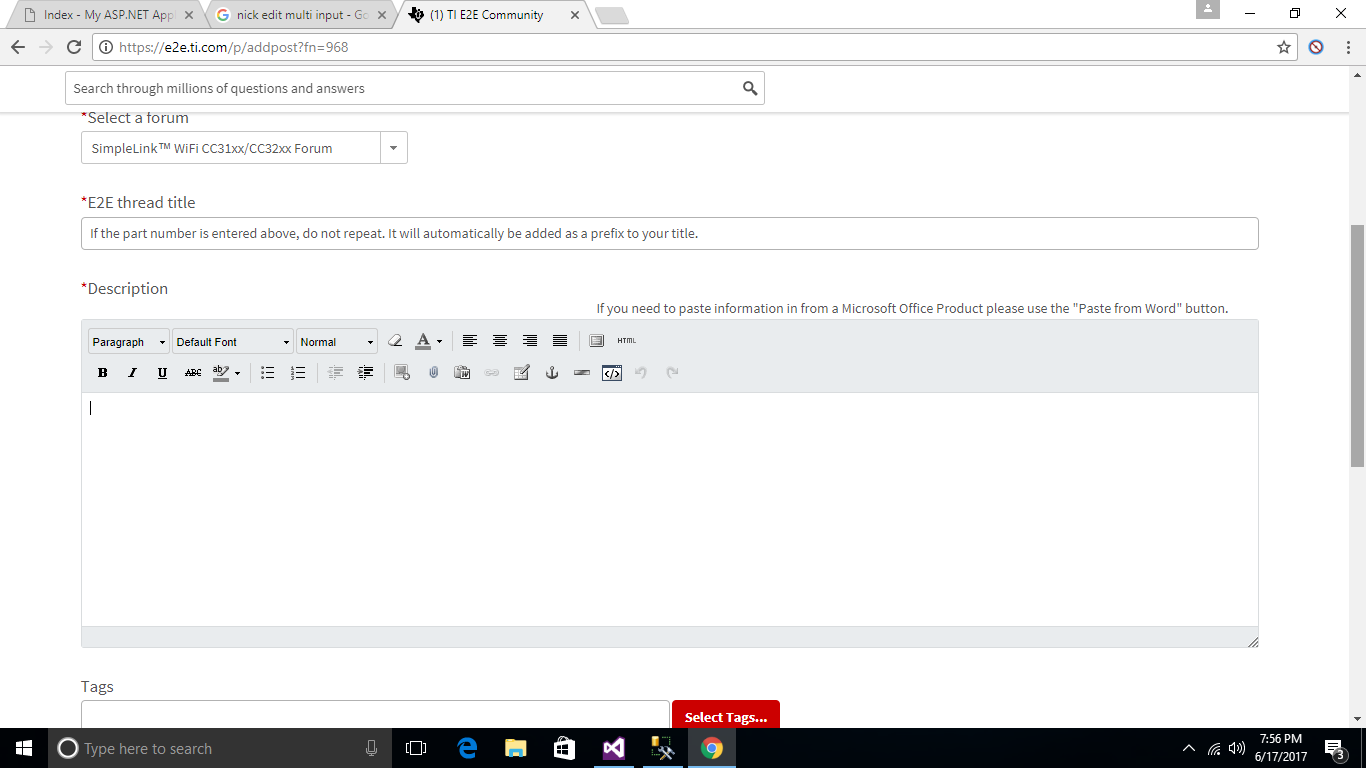 Index - My ASP.NET Appl
nick edit multi input - Go
(1) TI E2E Community
https://e2e.ti.com/p/addpost?fn=968
Search through millions of questions and answers
*Select a forum
SimpleLink™ WiFi CC31xx/CC32xx Forum
*E2E thread title
If the part number is entered above, do not repeat. It will automatically be added as a prefix to your title.
*Description
If you need to paste information in from a Microsoft Office Product please use the "Paste from Word" button.
Paragraph Default Font Normal A HTML
B I U ABC ab
Tags
Select Tags...
Type here to search
7:56 PM
6/17/2017
3